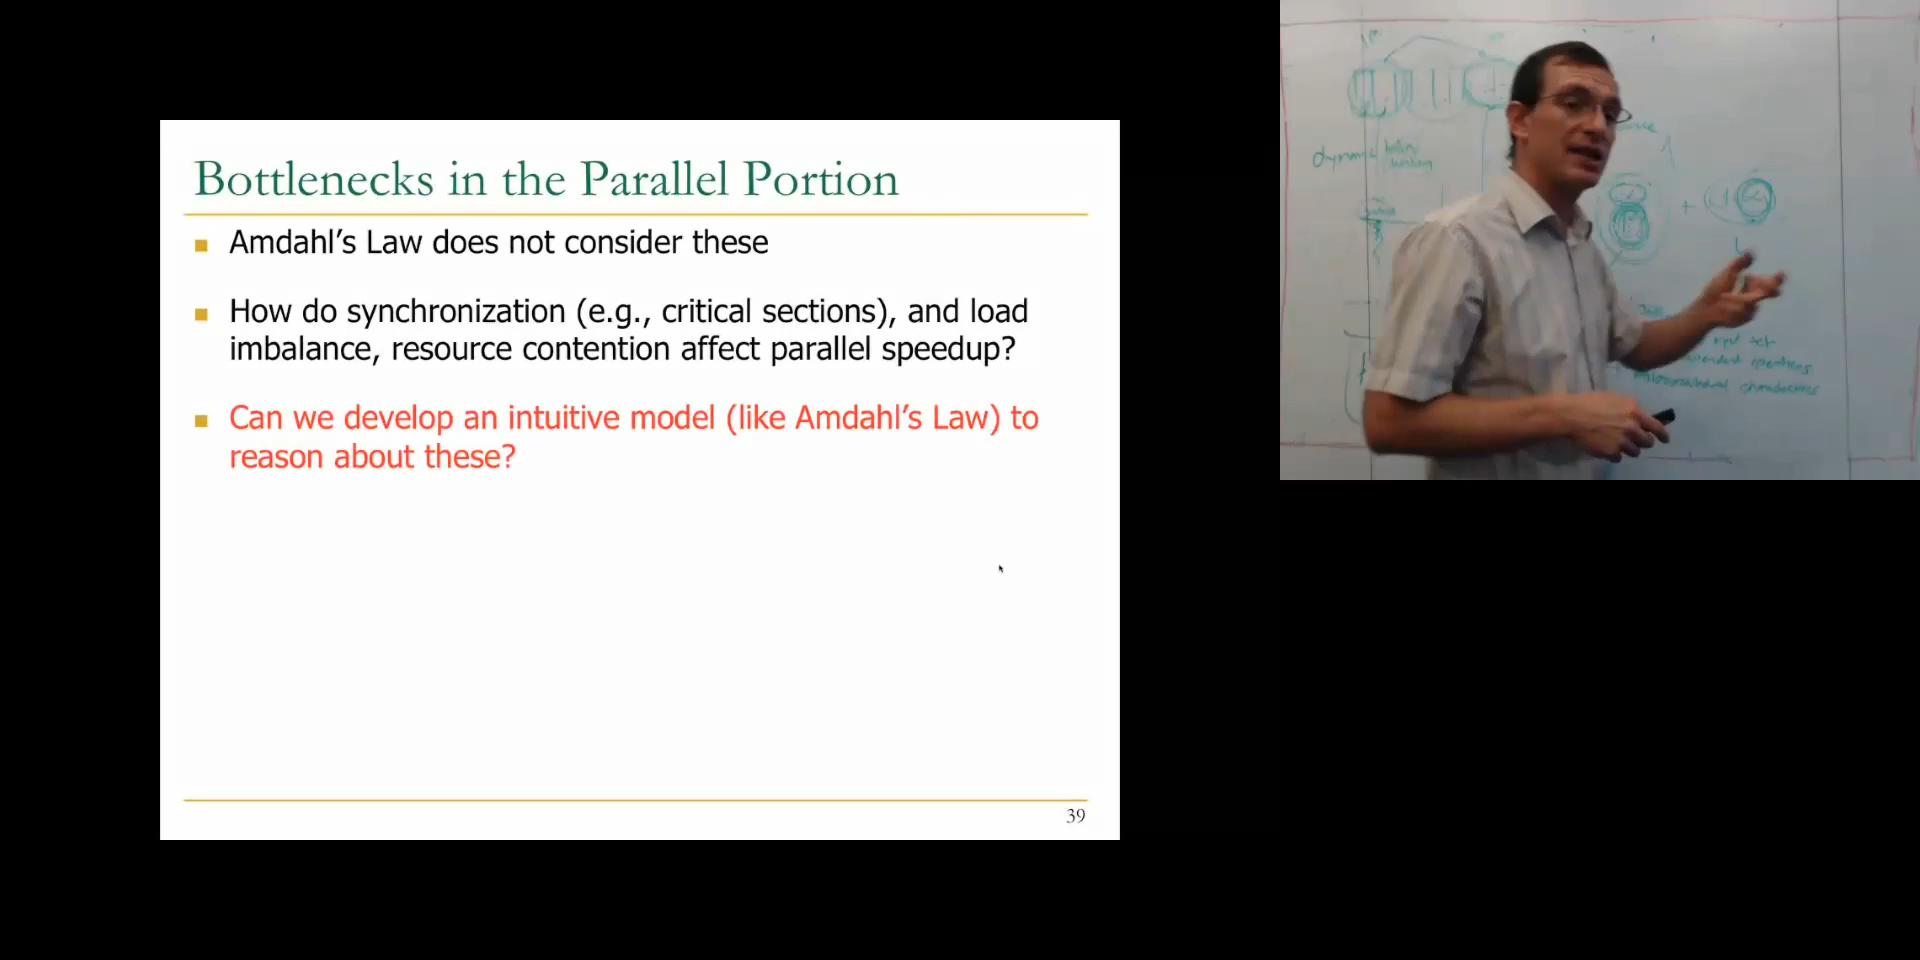 Bottlenecks in the Parallel Portion
Amdahl's Law does not consider these
How do synchronization (e.g., critical sections), and load
imbalance, resource contention affect parallel speedup?
Can we develop an intuitive model (like Amdahl's Law) to
reason about these?
39